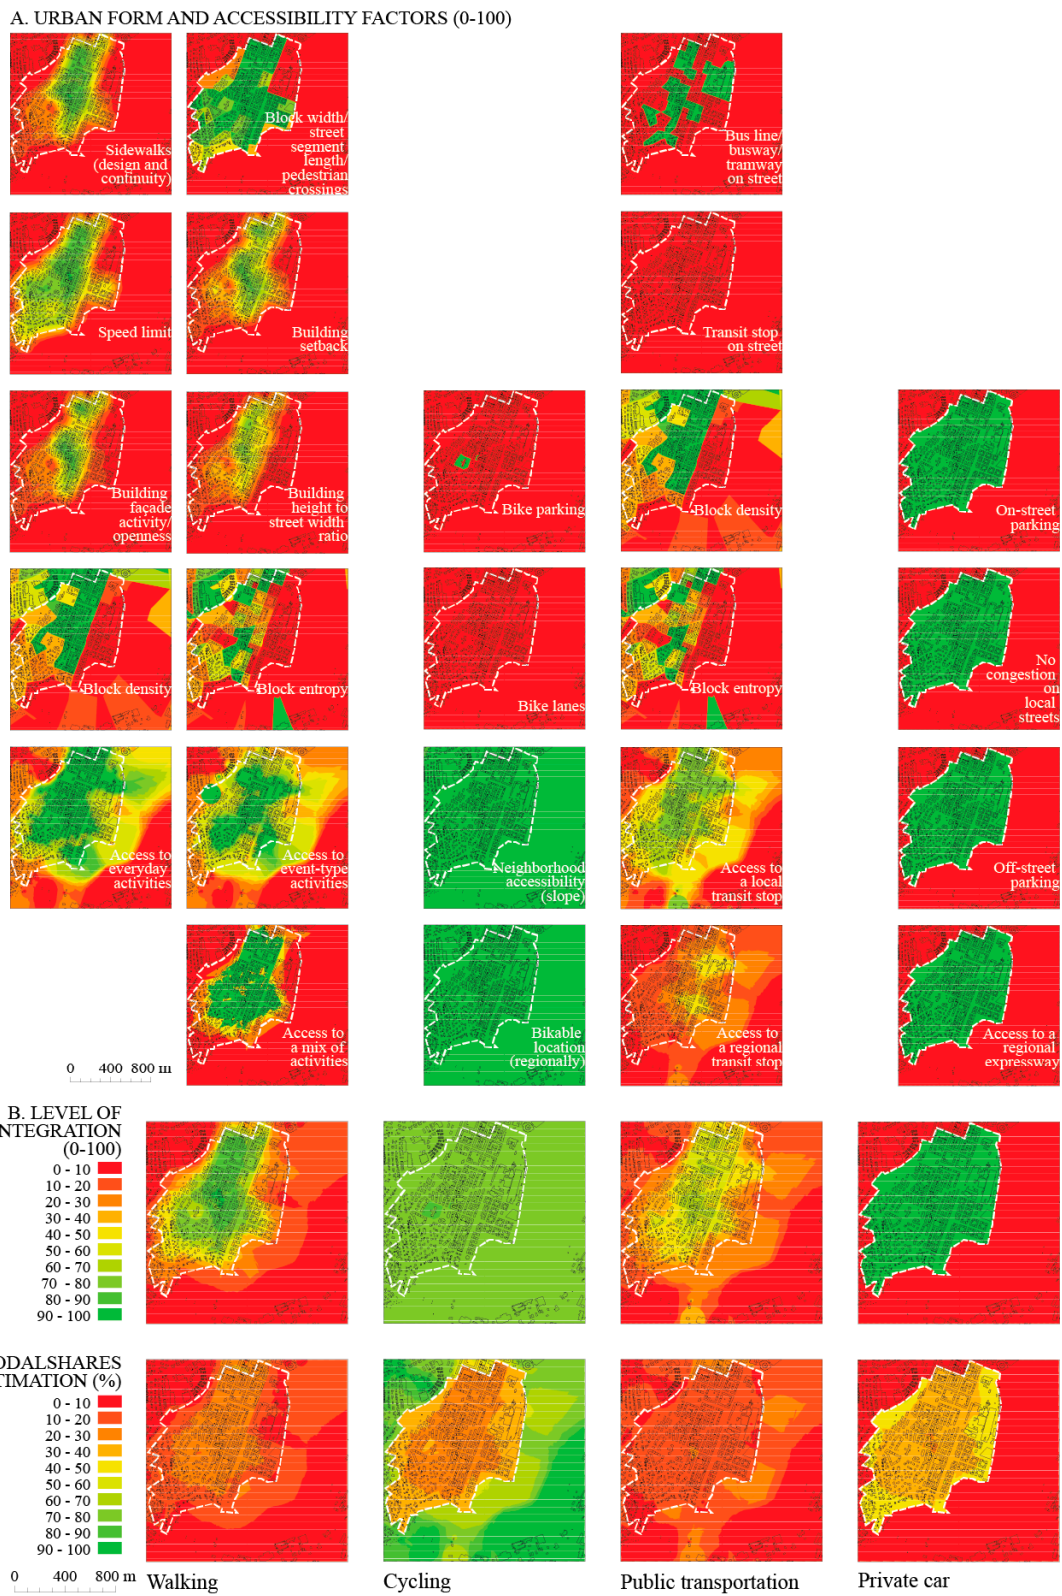 A. URBAN FORM AND ACCESSIBILITY FACTORS (0-100)
Sidewalks
(design and
continuity)
Block width/
street
segment
length/
pedestrian
crossings
Bus line/
busway/
tramway
on street
Speed limit
Building
setback
Transit stop
on street
Building
façade
activity/
openness
Building
height to
street width
ratio
Bike parking
Block density
On-street
parking
Block density
Block entropy
Bike lanes
Block entropy
No
congestion
on
local
streets
Access to
everyday
activities
Access to
event-type
activities
Neighborhood
accessibility
(slope)
Access to
a local
transit stop
Off-street
parking
Access to
a mix of
activities
Bikable
location
(regionally)
Access to
a regional
transit stop
Access to a
regional
expressway
0 400 800 m
B. LEVEL OF
NTEGRATION
(0-100)
0 - 10
10 - 20
20 - 30
30 - 40
40 - 50
50 - 60
60 - 70
70 - 80
80 - 90
90 - 100
ODALSHARES
TIMATION (%)
0 - 10
10 - 20
20 - 30
30 - 40
40 - 50
50 - 60
60 - 70
70 - 80
80 - 90
90 - 100
0 400 800 m
Walking
Cycling
Public transportation
Private car